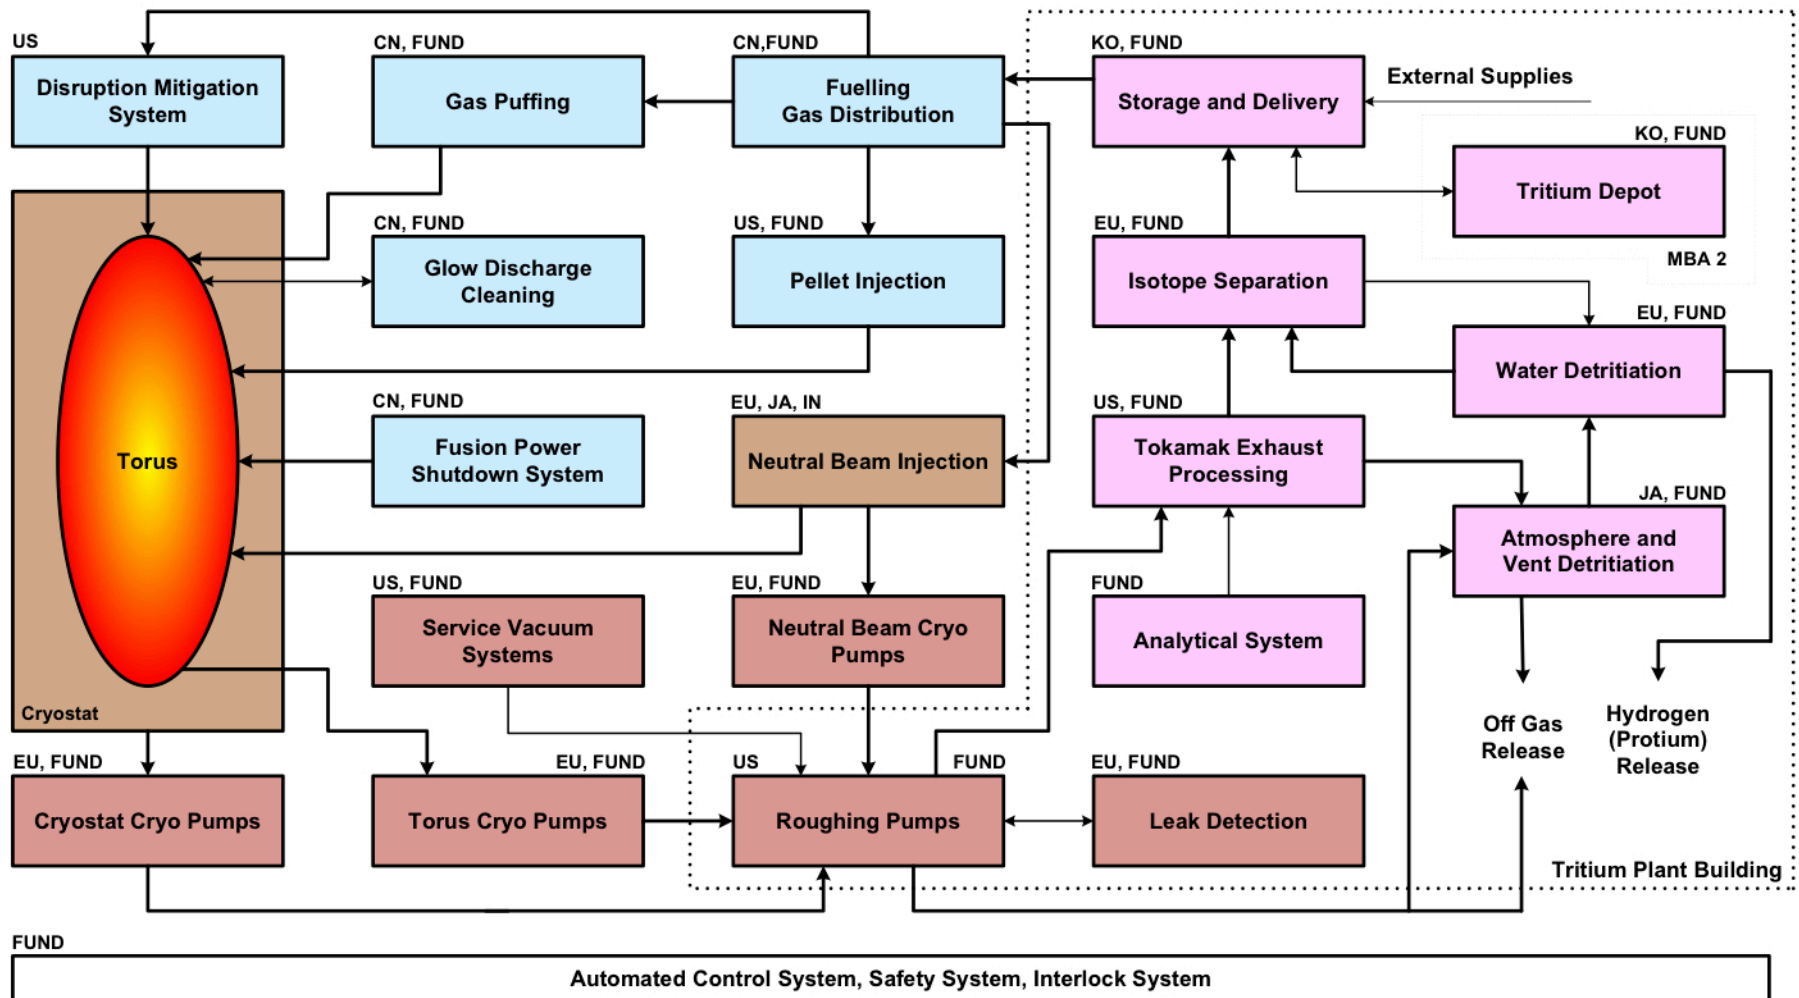 US
CN, FUND
CN,FUND
KO, FUND
Disruption Mitigation
System
Gas Puffing
Fuelling
Gas Distribution
Storage and Delivery
External Supplies
KO, FUND
Tritium Depot
MBA 2
CN, FUND
US, FUND
EU, FUND
Glow Discharge
Cleaning
Pellet Injection
Isotope Separation
EU, FUND
Water Detritiation
CN, FUND
EU, JA, IN
US, FUND
Torus
Fusion Power
Shutdown System
Neutral Beam Injection
Tokamak Exhaust
Processing
JA, FUND
Atmosphere and
Vent Detritiation
US, FUND
EU, FUND
FUND
Service Vacuum
Systems
Neutral Beam Cryo
Pumps
Analytical System
Cryostat
Off Gas
Release
Hydrogen
(Protium)
Release
EU, FUND
EU, FUND
US
FUND
EU, FUND
Cryostat Cryo Pumps
Torus Cryo Pumps
Roughing Pumps
Leak Detection
Tritium Plant Building
FUND
Automated Control System, Safety System, Interlock System